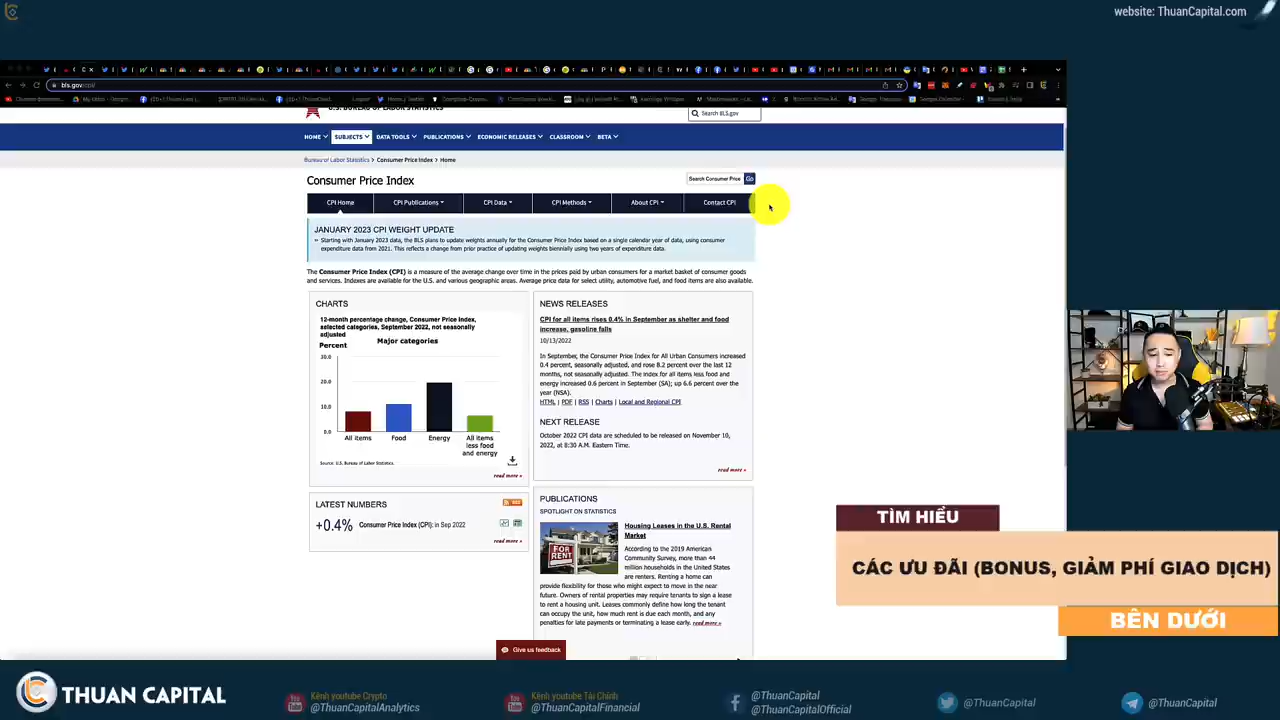 website: ThuanCapital.com
bls.gov/cpi/
U.S. BUREAU OF LABOR STATISTICS
Search BLS.gov
HOME SUBJECTS DATA TOOLS PUBLICATIONS ECONOMIC RELEASES CLASSROOM BETA
Bureau of Labor Statistics > Consumer Price Index > Home
Consumer Price Index
Search Consumer Price Go
CPI Home CPI Publications CPI Data CPI Methods About CPI Contact CPI
JANUARY 2023 CPI WEIGHT UPDATE
Starting with January 2023 data, the BLS plans to update weights annually for the Consumer Price Index based on a single calendar year of data, using consumer
expenditure data from 2021. This reflects a change from prior practice of updating weights biennially using two years of expenditure data.
The Consumer Price Index (CPI) is a measure of the average change over time in the prices paid by urban consumers for a market basket of consumer goods
and services. Indexes are available for the U.S. and various geographic areas. Average price data for select utility, automotive fuel, and food items are also available.
CHARTS
12-month percentage change, Consumer Price Index,
selected categories, September 2022, not seasonally
adjusted
Percent
Major categories
30.0
20.0
10.0
0.0
All items
Food
Energy
All items
less food
and energy
Source: U.S. Bureau of Labor Statistics.
read more »
LATEST NUMBERS
RSS
+0.4% Consumer Price Index (CPI): in Sep 2022
read more »
NEWS RELEASES
CPI for all items rises 0.4% in September as shelter and food
increase, gasoline falls
10/13/2022
In September, the Consumer Price Index for All Urban Consumers increased
0.4 percent, seasonally adjusted, and rose 8.2 percent over the last 12
months, not seasonally adjusted. The index for all items less food and
energy increased 0.6 percent in September (SA); up 6.6 percent over the
year (NSA).
HTML | PDF | RSS | Charts | Local and Regional CPI
NEXT RELEASE
October 2022 CPI data are scheduled to be released on November 10,
2022, at 8:30 A.M. Eastern Time.
read more »
PUBLICATIONS
SPOTLIGHT ON STATISTICS
FOR RENT
Housing Leases in the U.S. Rental
Market
According to the 2019 American
Community Survey, more than 44
million households in the United States
are renters. Renting a home can
provide flexibility for those who might expect to move in the near
future. Owners of rental properties may require tenants to sign a lease
to rent a housing unit. Leases commonly define how long the tenant
can occupy the unit, how much rent is due each month, and any
penalties for late payments or terminating a lease early. read more »
Give us feedback
TÌM HIỂU
CÁC ƯU ĐÃI (BONUS, GIẢM PHÍ GIAO DỊCH)
BÊN DƯỚI
THUAN CAPITAL
Kênh youtube Crypto
@ThuanCapitalAnalytics
Kênh youtube Tài Chính
@ThuanCapitalFinancial
@ThuanCapital
@ThuanCapitalOfficial
@ThuanCapital
@ThuanCapital